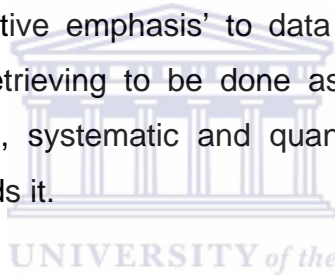 tive emphasis’ to data
etrieving to be done as
, systematic and quan
ds it.
UNIVERSITY of the